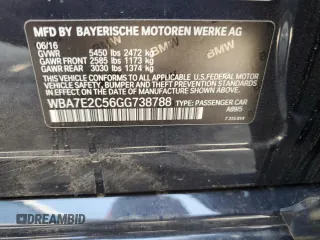 MFD BY BAYERISCHE MOTOREN WERKE AG
06/16
GVWR 5450 lBS 2472 KG
GAWR FRONT 2585 lBS 1173 KG
GAWR REAR 3030 lBS 1374 KG
THIS VEHICLE CONFORMS TO ALL APPLICABLE U.S. FEDERAL MOTOR VEHICLE SAFETY, BUMPER, AND THEFT PREVENTION STANDARDS IN EFFECT ON THE DATE OF MANUFACTURE SHOWN ABOVE.
WBA7E2C56GG738788 TYPE: PASSENGER CAR
BMW
BMW
DREAMBID